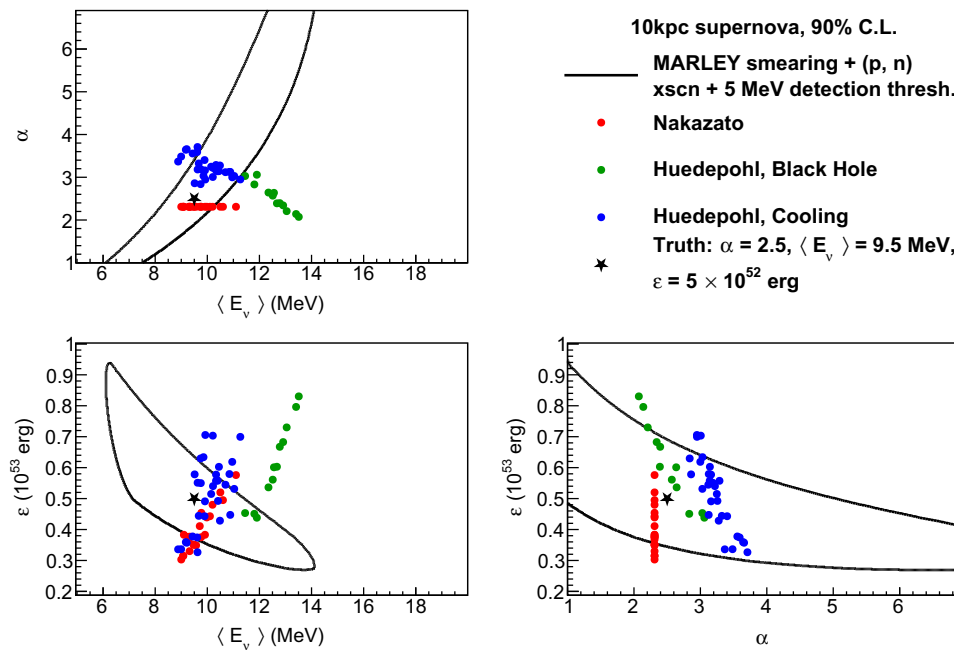 10kpc supernova, 90% C.L.
MARLEY smearing + (p, n)
xscn + 5 MeV detection thresh.
Nakazato
Huedepohl, Black Hole
Huedepohl, Cooling
Truth: α = 2.5, ⟨ E_ν ⟩ = 9.5 MeV,
ε = 5 × 10^52 erg
α
6
5
4
3
2
1
6 8 10 12 14 16 18
⟨ E_ν ⟩ (MeV)
ε (10^53 erg)
1
0.9
0.8
0.7
0.6
0.5
0.4
0.3
0.2
6 8 10 12 14 16 18
⟨ E_ν ⟩ (MeV)
ε (10^53 erg)
1
0.9
0.8
0.7
0.6
0.5
0.4
0.3
0.2
1 2 3 4 5 6
α